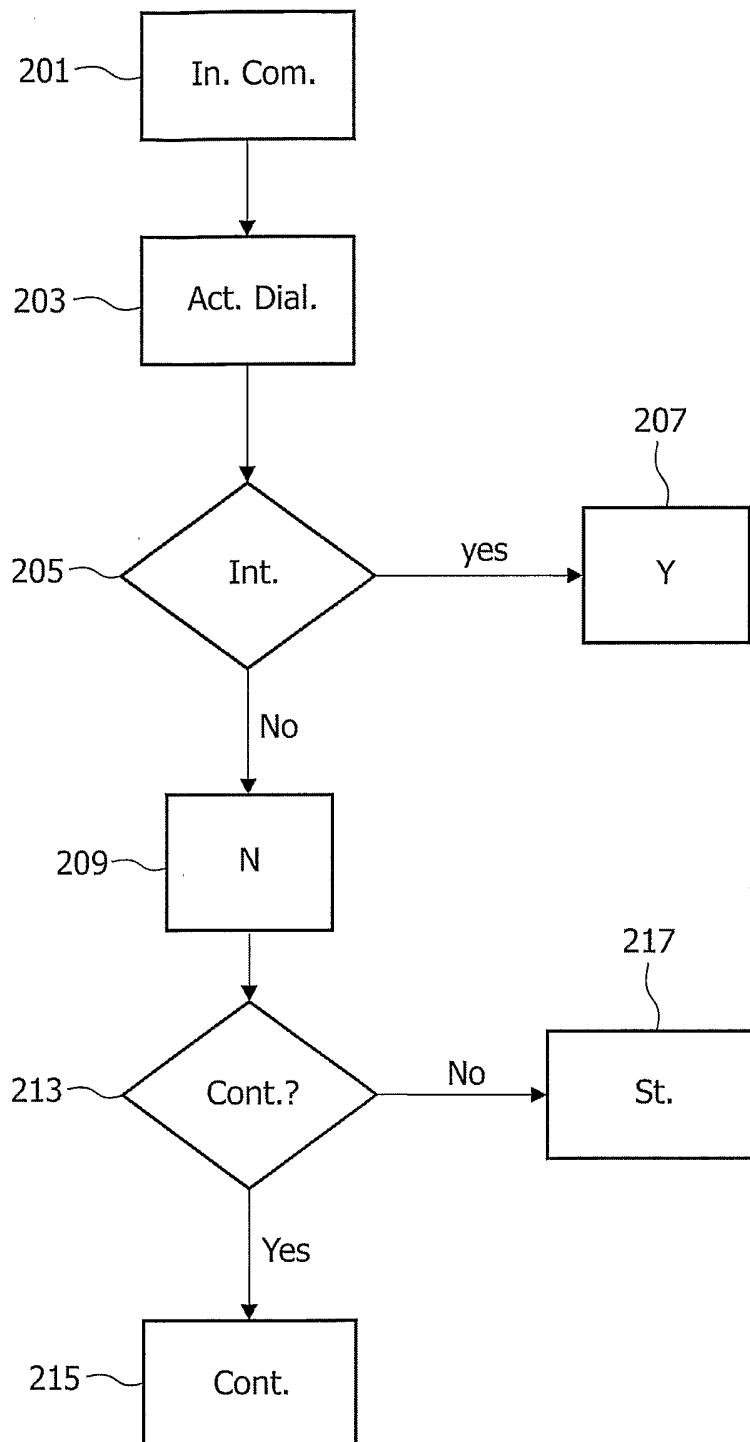 201
In. Com.
203
Act. Dial.
207
205
Int.
yes
Y
No
209
N
217
213
Cont.?
No
St.
Yes
215
Cont.